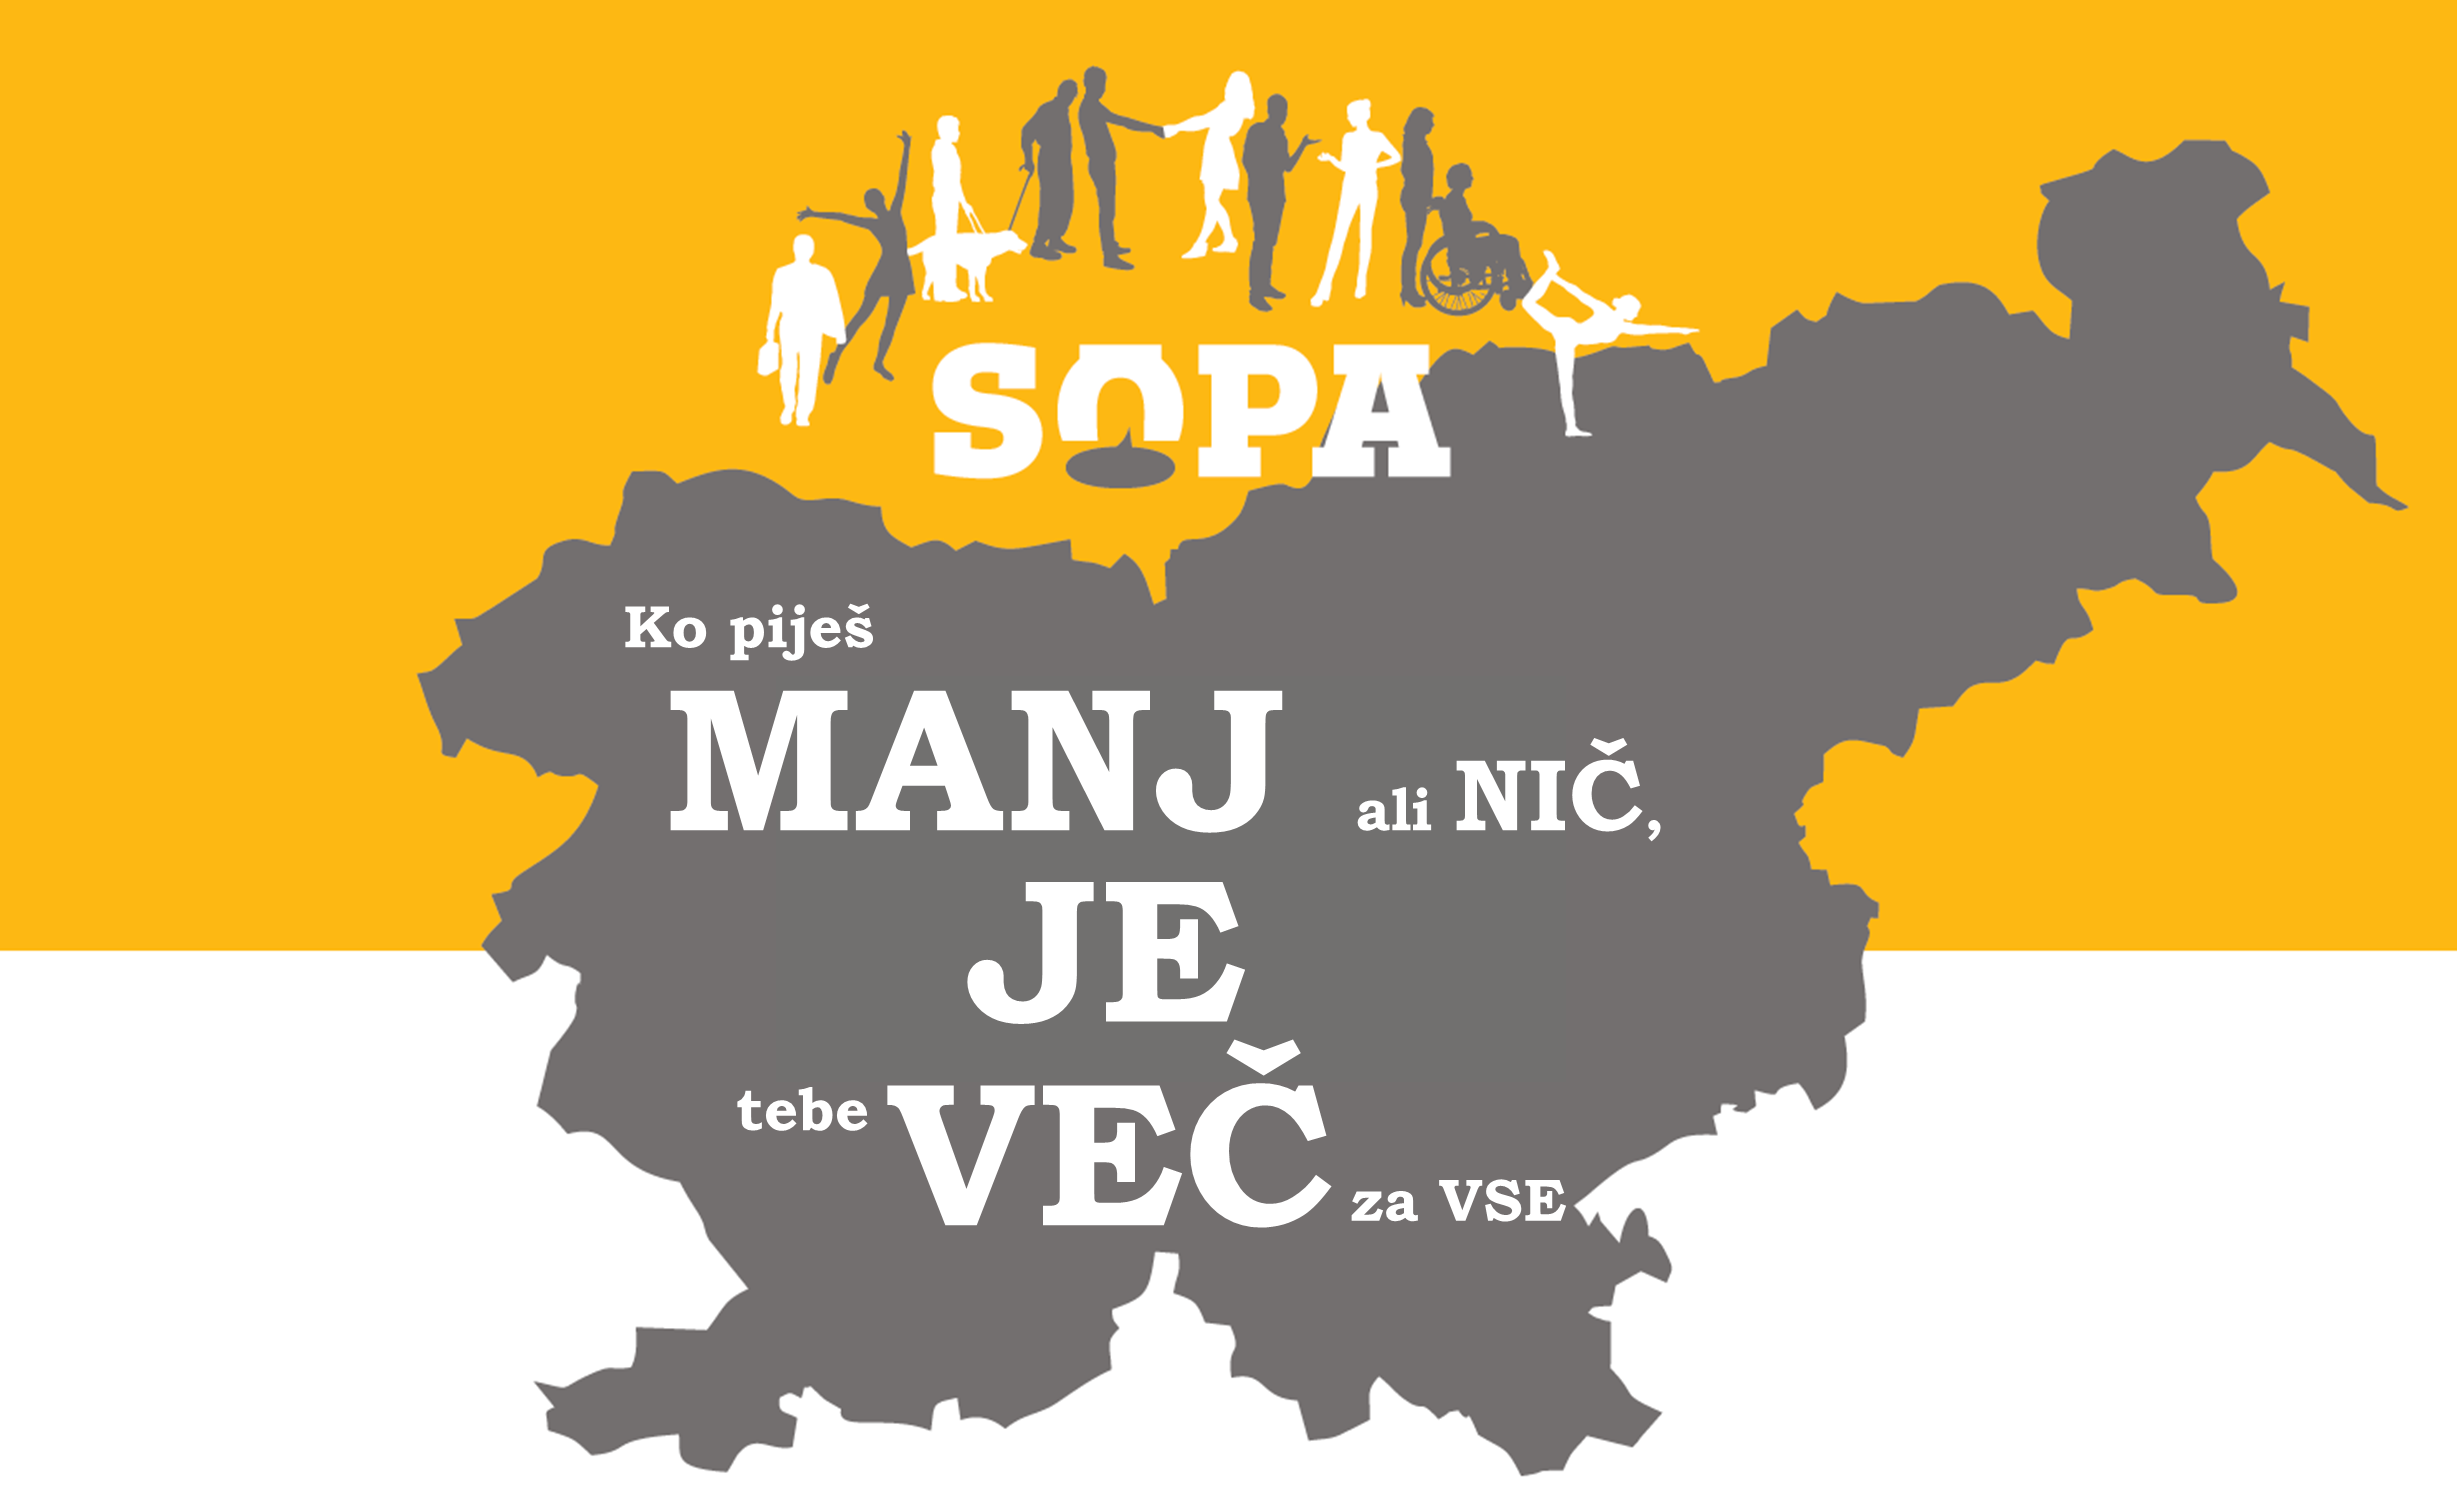 SOPA
Ko piješ
MANJ ali NIČ,
JE
tebe VEČ za VSE